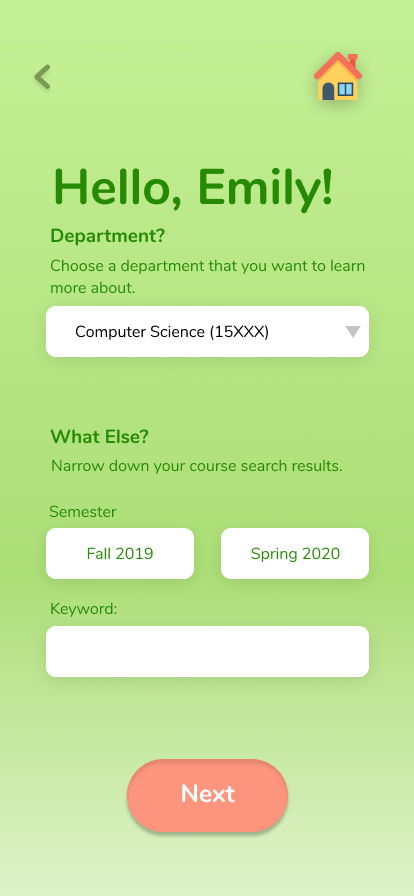 Hello, Emily!
Department?
Choose a department that you want to learn
more about.
Computer Science (15XXX)
What Else?
Narrow down your course search results.
Semester
Fall 2019 Spring 2020
Keyword:
Next